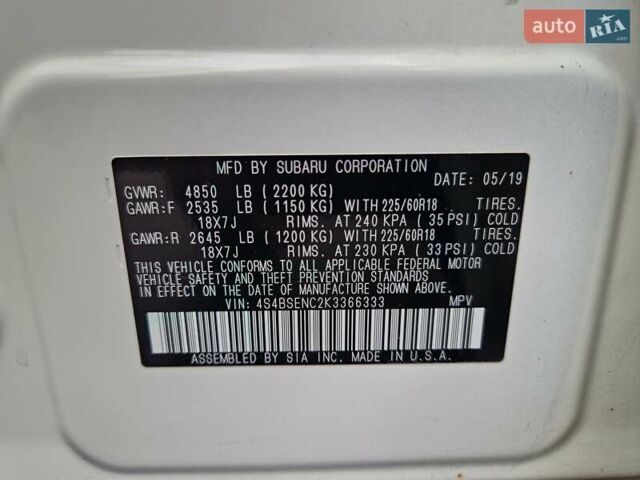 auto RIA.com
MFD BY SUBARU CORPORATION
DATE: 05/19
GVWR: 4850 LB (2200 KG)
GAWR:F 2535 LB (1150 KG) WITH 225/60R18 TIRES.
18X7J RIMS. AT 240 KPA (35 PSI) COLD
GAWR:R 2645 LB (1200 KG) WITH 225/60R18 TIRES.
18X7J RIMS. AT 230 KPA (33 PSI) COLD
THIS VEHICLE CONFORMS TO ALL APPLICABLE FEDERAL MOTOR
VEHICLE SAFETY AND THEFT PREVENTION STANDARDS
IN EFFECT ON THE DATE OF MANUFACTURE SHOWN ABOVE.
VIN: 4S4BSENC2K3366333 MPV
ASSEMBLED BY SIA INC. MADE IN U.S.A.